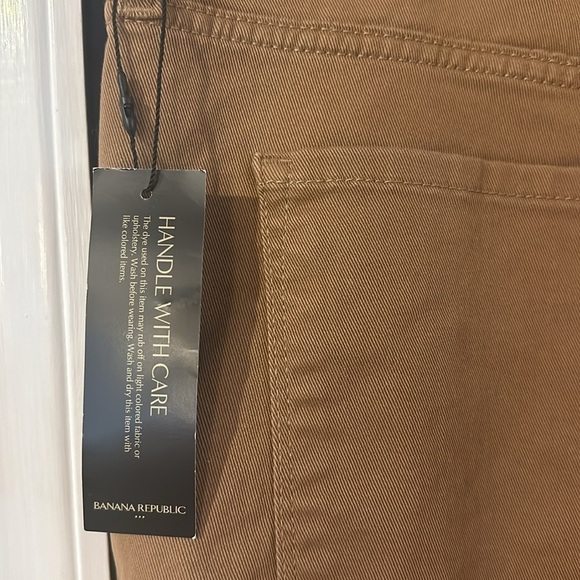 HANDLE WITH CARE
The dye used on this item may rub off on light colored fabric or
upholstery. Wash before wearing. Wash and dry this item with
like colored items.
BANANA REPUBLIC